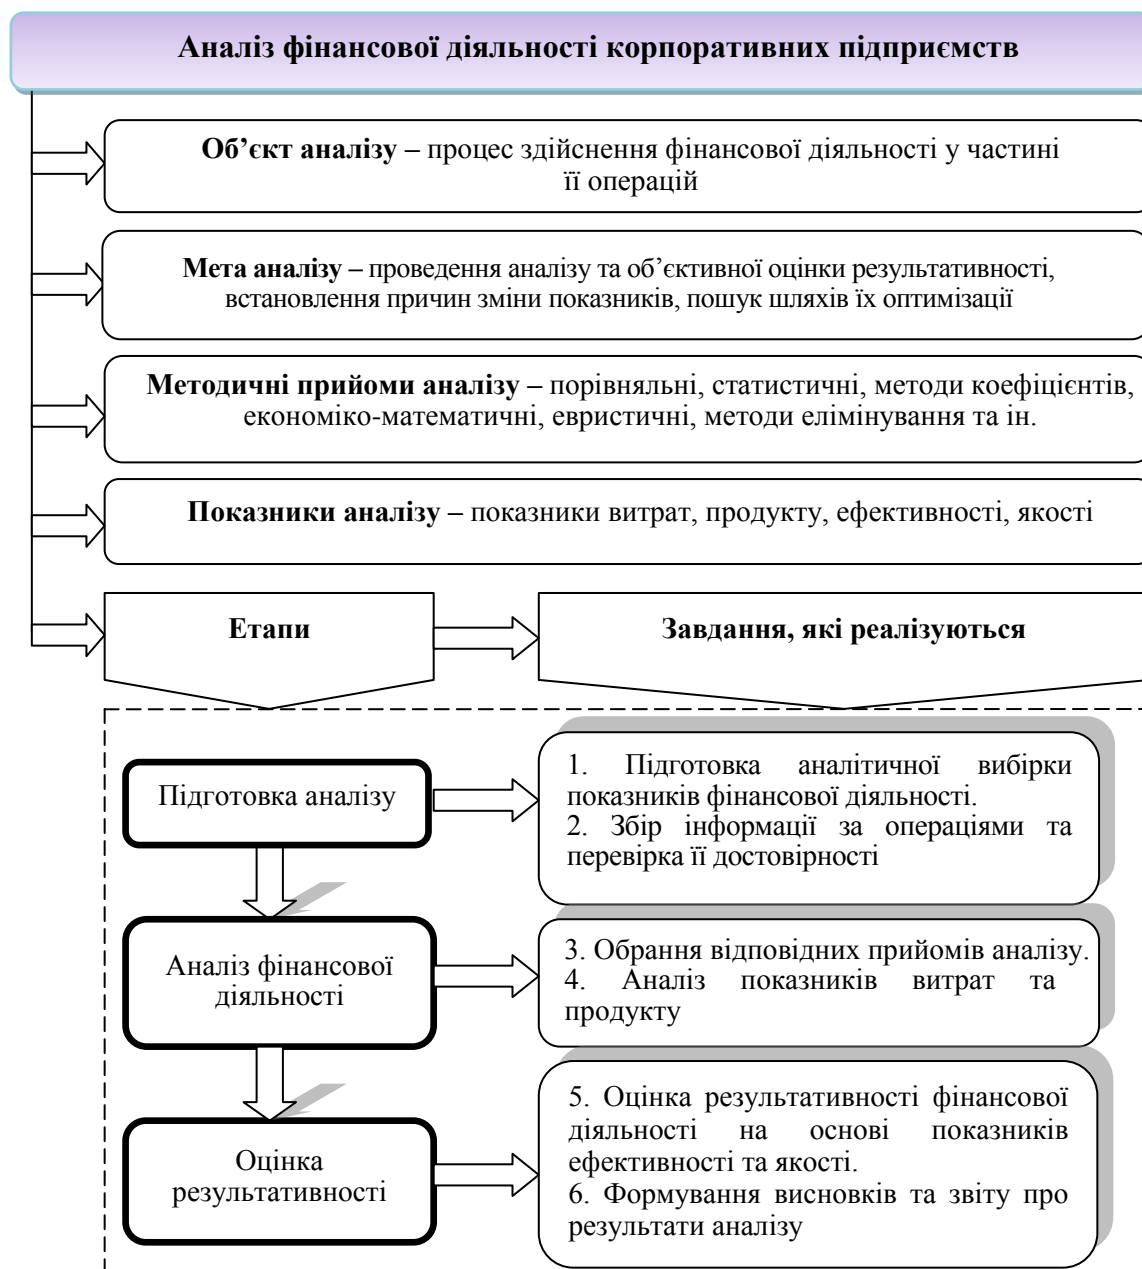 Аналіз фінансової діяльності корпоративних підприємств
Об’єкт аналізу – процес здійснення фінансової діяльності у частині
її операцій
Мета аналізу – проведення аналізу та об’єктивної оцінки результативності,
встановлення причин зміни показників, пошук шляхів їх оптимізації
Методичні прийоми аналізу – порівняльні, статистичні, методи коефіцієнтів,
економіко-математичні, евристичні, методи елімінування та ін.
Показники аналізу – показники витрат, продукту, ефективності, якості
Етапи
Завдання, які реалізуються
Підготовка аналізу
1. Підготовка аналітичної вибірки
показників фінансової діяльності.
2. Збір інформації за операціями та
перевірка її достовірності
Аналіз фінансової
діяльності
3. Обрання відповідних прийомів аналізу.
4. Аналіз показників витрат та
продукту
Оцінка
результативності
5. Оцінка результативності фінансової
діяльності на основі показників
ефективності та якості.
6. Формування висновків та звіту про
результати аналізу